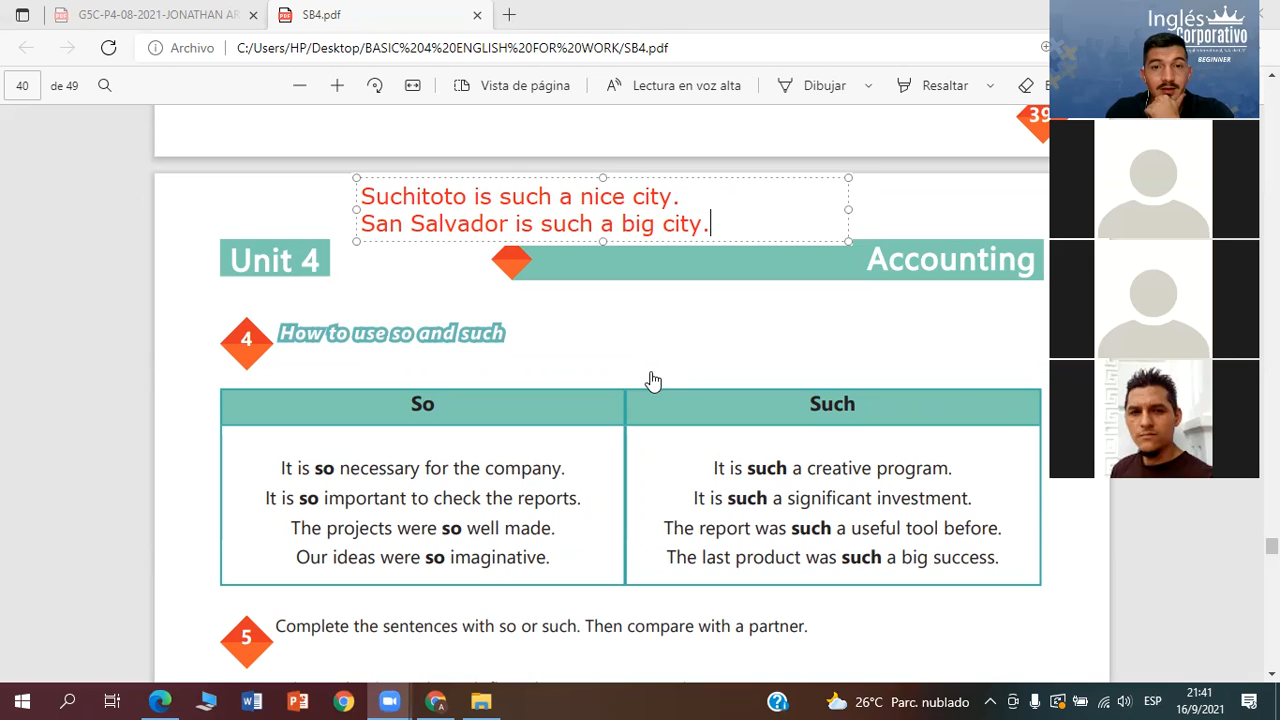 G5C-P4-08-2021-JONATHAN AR
SB4.pdf
Archivo
C:/Users/HP/Desktop/BASIC%204%20ENGLISH%20FOR%20WORK/SB4.pdf
40
de 49
Vista de página
Lectura en voz alta
Dibujar
Resaltar
Inglés
Corporativo
BEGINNER
39
Suchitoto is such a nice city.
San Salvador is such a big city.
Unit 4
Accounting
4
How to use so and such
So
Such
It is so necessary for the company.
It is such a creative program.
It is so important to check the reports.
It is such a significant investment.
The projects were so well made.
The report was such a useful tool before.
Our ideas were so imaginative.
The last product was such a big success.
5
Complete the sentences with so or such. Then compare with a partner.
26°C Parc. nublado
ESP
21:41
16/9/2021